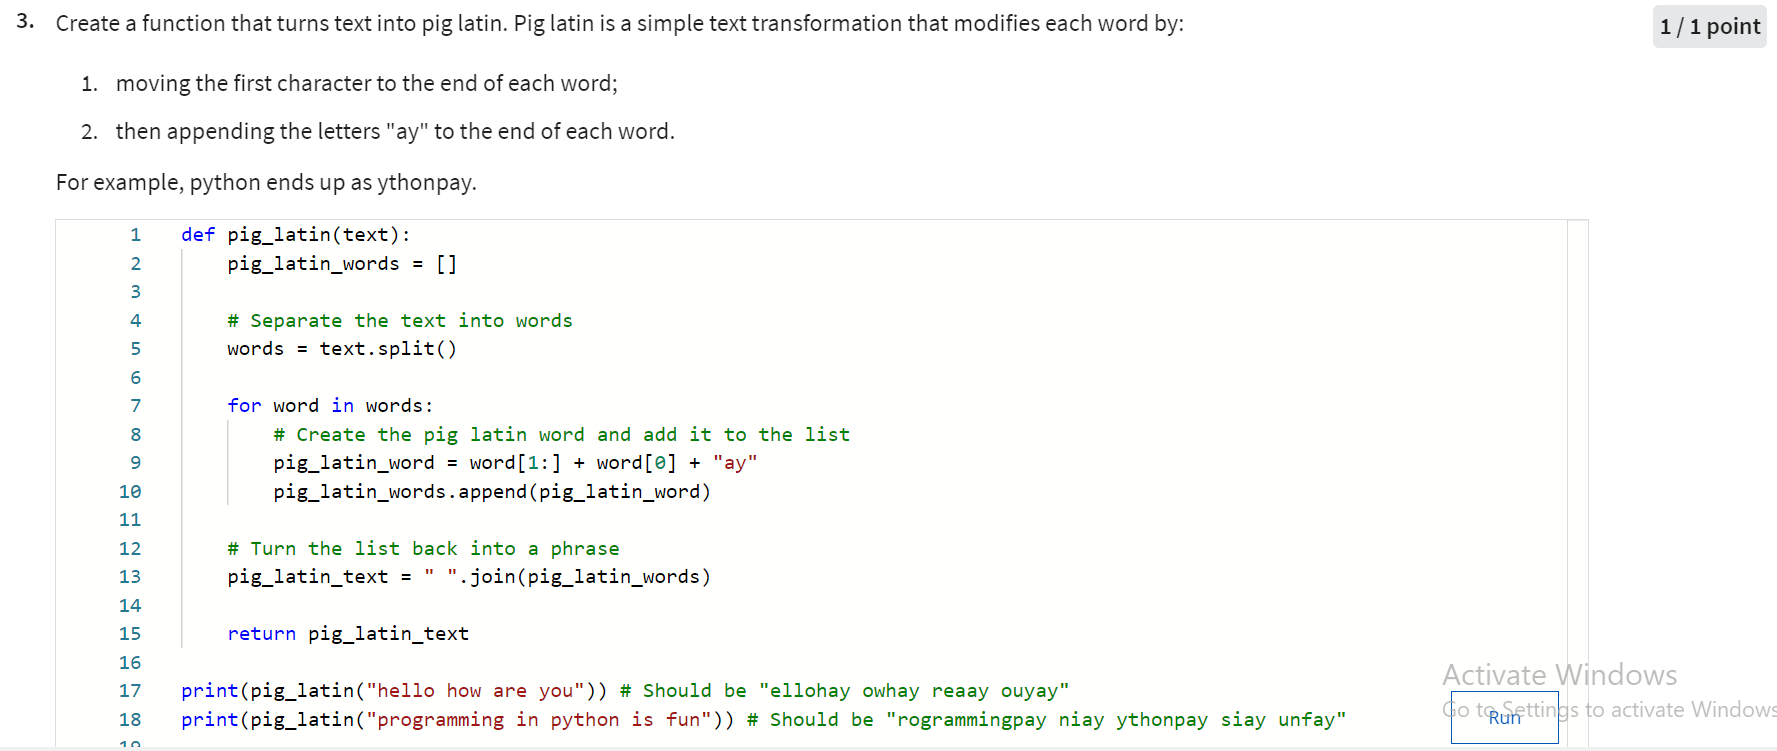 3. Create a function that turns text into pig latin. Pig latin is a simple text transformation that modifies each word by:
1 / 1 point
1. moving the first character to the end of each word;
2. then appending the letters "ay" to the end of each word.
For example, python ends up as ythonpay.
1 def pig_latin(text):
2     pig_latin_words = []
3
4     # Separate the text into words
5     words = text.split()
6
7     for word in words:
8         # Create the pig latin word and add it to the list
9         pig_latin_word = word[1:] + word[0] + "ay"
10         pig_latin_words.append(pig_latin_word)
11
12     # Turn the list back into a phrase
13     pig_latin_text = " ".join(pig_latin_words)
14
15     return pig_latin_text
16
17 print(pig_latin("hello how are you")) # Should be "ellohay owhay reaay ouyay"
18 print(pig_latin("programming in python is fun")) # Should be "rogrammingpay niay ythonpay siay unfay"
19
Activate Windows
Go to Settings to activate Windows
Run